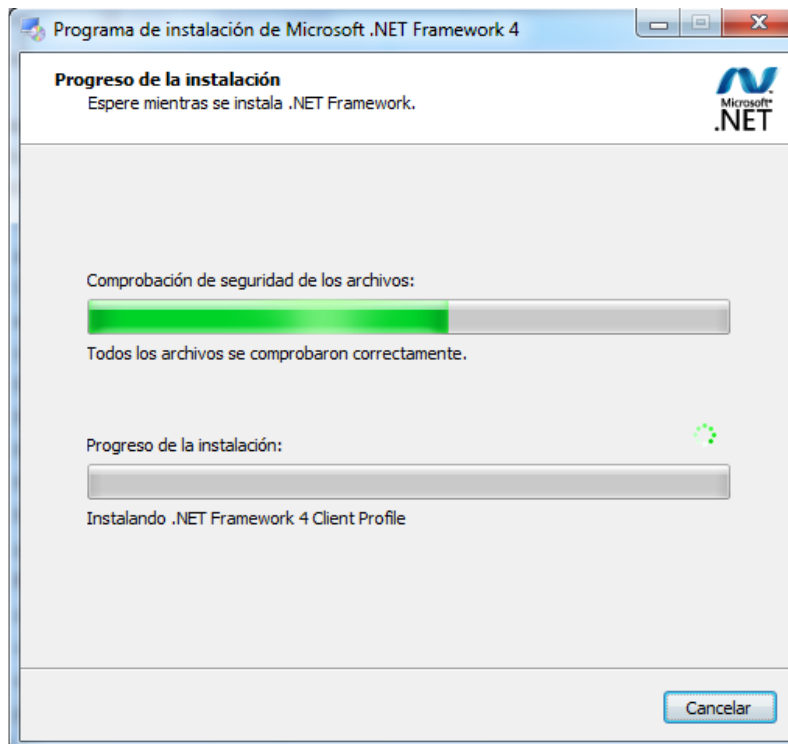 Programa de instalación de Microsoft .NET Framework 4
Progreso de la instalación
Espere mientras se instala .NET Framework.
Microsoft®
.NET
Comprobación de seguridad de los archivos:
Todos los archivos se comprobaron correctamente.
Progreso de la instalación:
Instalando .NET Framework 4 Client Profile
Cancelar